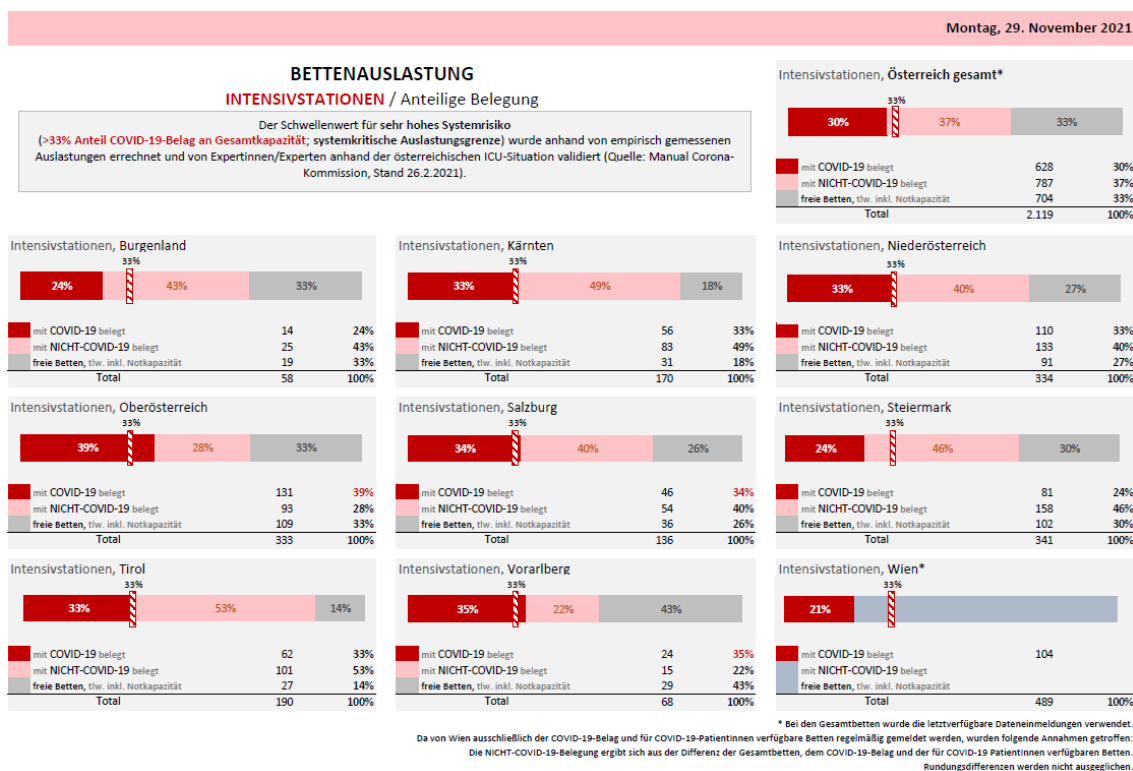 Montag, 29. November 2021
BETTENAUSLASTUNG
INTENSIVSTATIONEN / Anteilige Belegung
Der Schwellenwert für sehr hohes Systemrisiko
(>33% Anteil COVID-19-Belag an Gesamtkapazität; systemkritische Auslastungsgrenze) wurde anhand von empirisch gemessenen
Auslastungen errechnet und von Expertinnen/Experten anhand der österreichischen ICU-Situation validiert (Quelle: Manual Corona-
Kommission, Stand 26.2.2021).
Intensivstationen, Österreich gesamt*
33%
30% 37% 33%
mit COVID-19 belegt 628 30%
mit NICHT-COVID-19 belegt 787 37%
freie Betten, tlw. inkl. Notkapazität 704 33%
Total 2.119 100%
Intensivstationen, Burgenland
33%
24% 43% 33%
mit COVID-19 belegt 14 24%
mit NICHT-COVID-19 belegt 25 43%
freie Betten, tlw. inkl. Notkapazität 19 33%
Total 58 100%
Intensivstationen, Kärnten
33%
33% 49% 18%
mit COVID-19 belegt 56 33%
mit NICHT-COVID-19 belegt 83 49%
freie Betten, tlw. inkl. Notkapazität 31 18%
Total 170 100%
Intensivstationen, Niederösterreich
33%
33% 40% 27%
mit COVID-19 belegt 110 33%
mit NICHT-COVID-19 belegt 133 40%
freie Betten, tlw. inkl. Notkapazität 91 27%
Total 334 100%
Intensivstationen, Oberösterreich
33%
39% 28% 33%
mit COVID-19 belegt 131 39%
mit NICHT-COVID-19 belegt 93 28%
freie Betten, tlw. inkl. Notkapazität 109 33%
Total 333 100%
Intensivstationen, Salzburg
33%
34% 40% 26%
mit COVID-19 belegt 46 34%
mit NICHT-COVID-19 belegt 54 40%
freie Betten, tlw. inkl. Notkapazität 36 26%
Total 136 100%
Intensivstationen, Steiermark
33%
24% 46% 30%
mit COVID-19 belegt 81 24%
mit NICHT-COVID-19 belegt 158 46%
freie Betten, tlw. inkl. Notkapazität 102 30%
Total 341 100%
Intensivstationen, Tirol
33%
33% 53% 14%
mit COVID-19 belegt 62 33%
mit NICHT-COVID-19 belegt 101 53%
freie Betten, tlw. inkl. Notkapazität 27 14%
Total 190 100%
Intensivstationen, Vorarlberg
33%
35% 22% 43%
mit COVID-19 belegt 24 35%
mit NICHT-COVID-19 belegt 15 22%
freie Betten, tlw. inkl. Notkapazität 29 43%
Total 68 100%
Intensivstationen, Wien*
33%
21%
mit COVID-19 belegt 104
mit NICHT-COVID-19 belegt
freie Betten, tlw. inkl. Notkapazität
Total 489 100%
* Bei den Gesamtbetten wurde die letztverfügbare Dateneinmeldungen verwendet.
Da von Wien ausschließlich der COVID-19-Belag und für COVID-19-PatientInnen verfügbare Betten regelmäßig gemeldet werden, wurden folgende Annahmen getroffen:
Die NICHT-COVID-19-Belegung ergibt sich aus der Differenz der Gesamtbetten, dem COVID-19-Belag und der für COVID-19 PatientInnen verfügbaren Betten.
Rundungsdifferenzen werden nicht ausgeglichen.